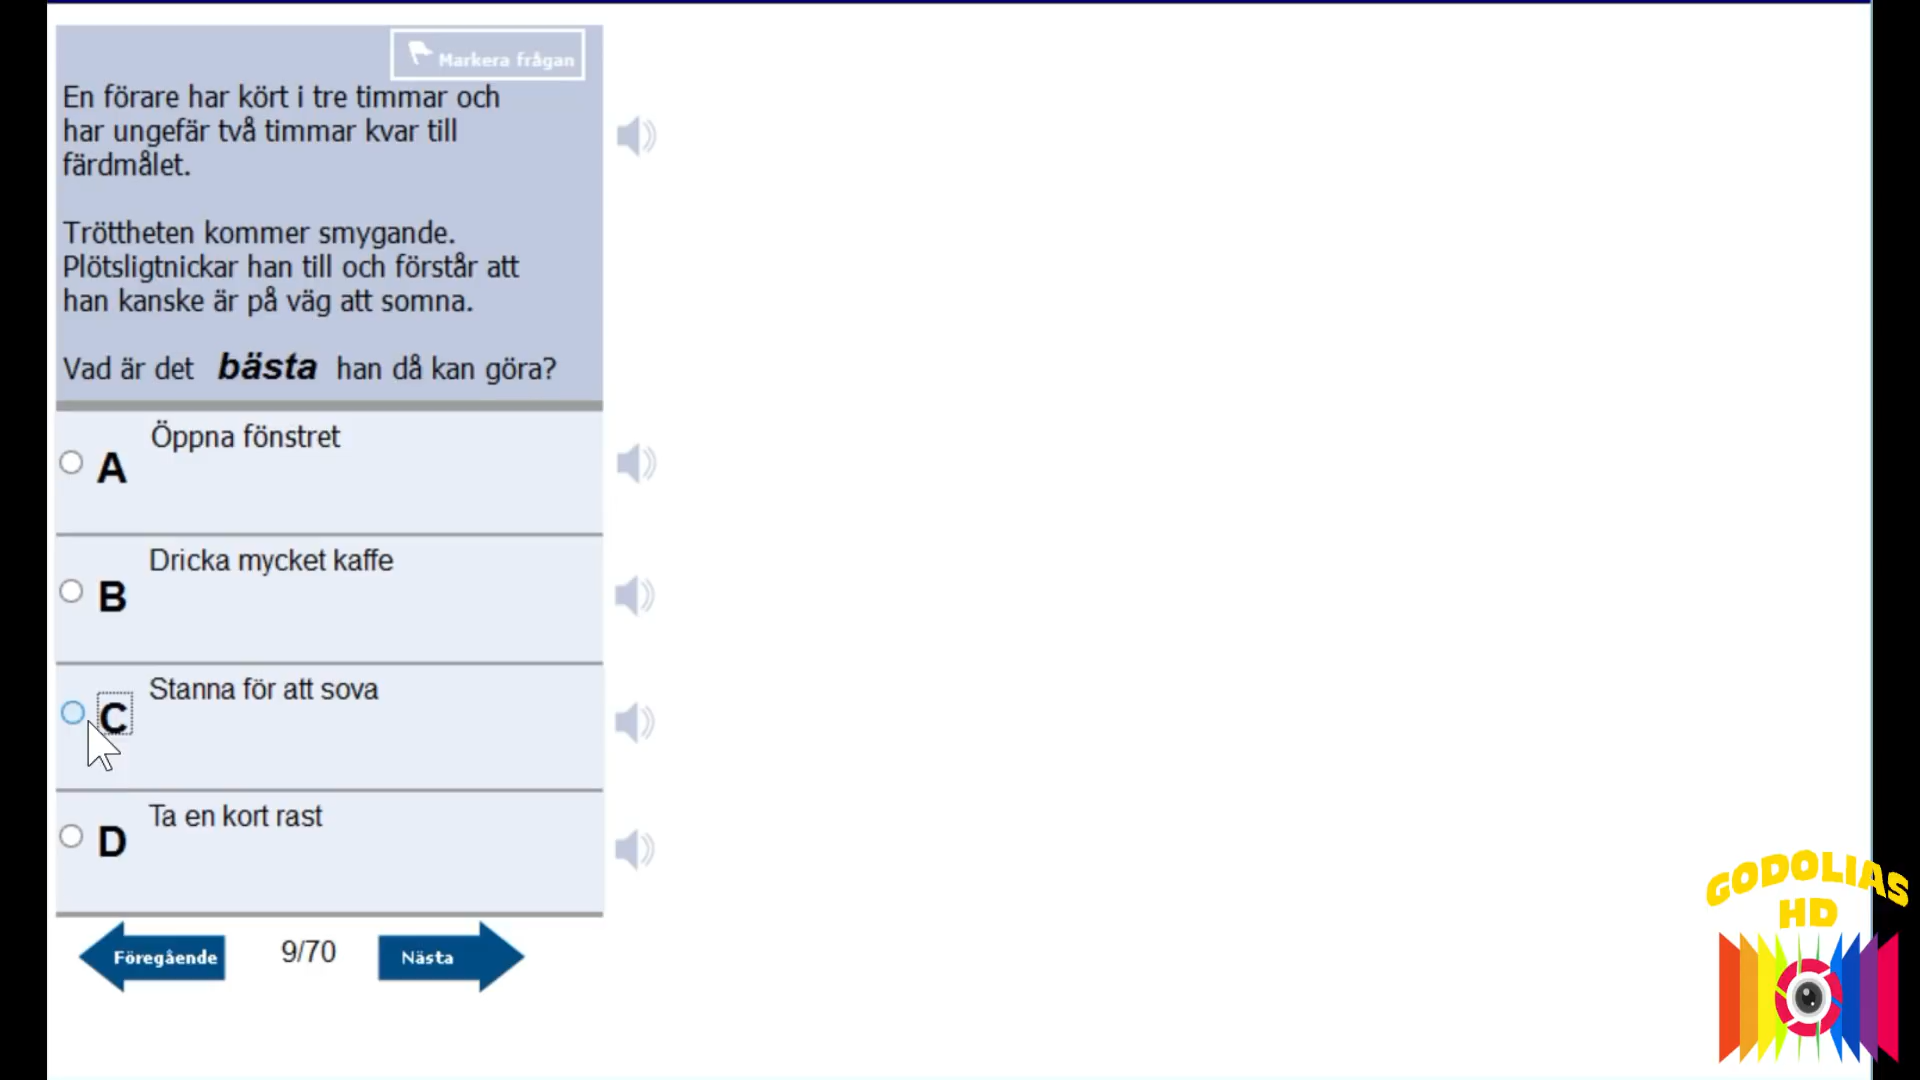 Markera frågan
En förare har kört i tre timmar och
har ungefär två timmar kvar till
färdmålet.
Tröttheten kommer smygande.
Plötsligtnickar han till och förstår att
han kanske är på väg att somna.
Vad är det bästa han då kan göra?
A Öppna fönstret
B Dricka mycket kaffe
C Stanna för att sova
D Ta en kort rast
Föregående 9/70 Nästa
GODOLIAS
HD